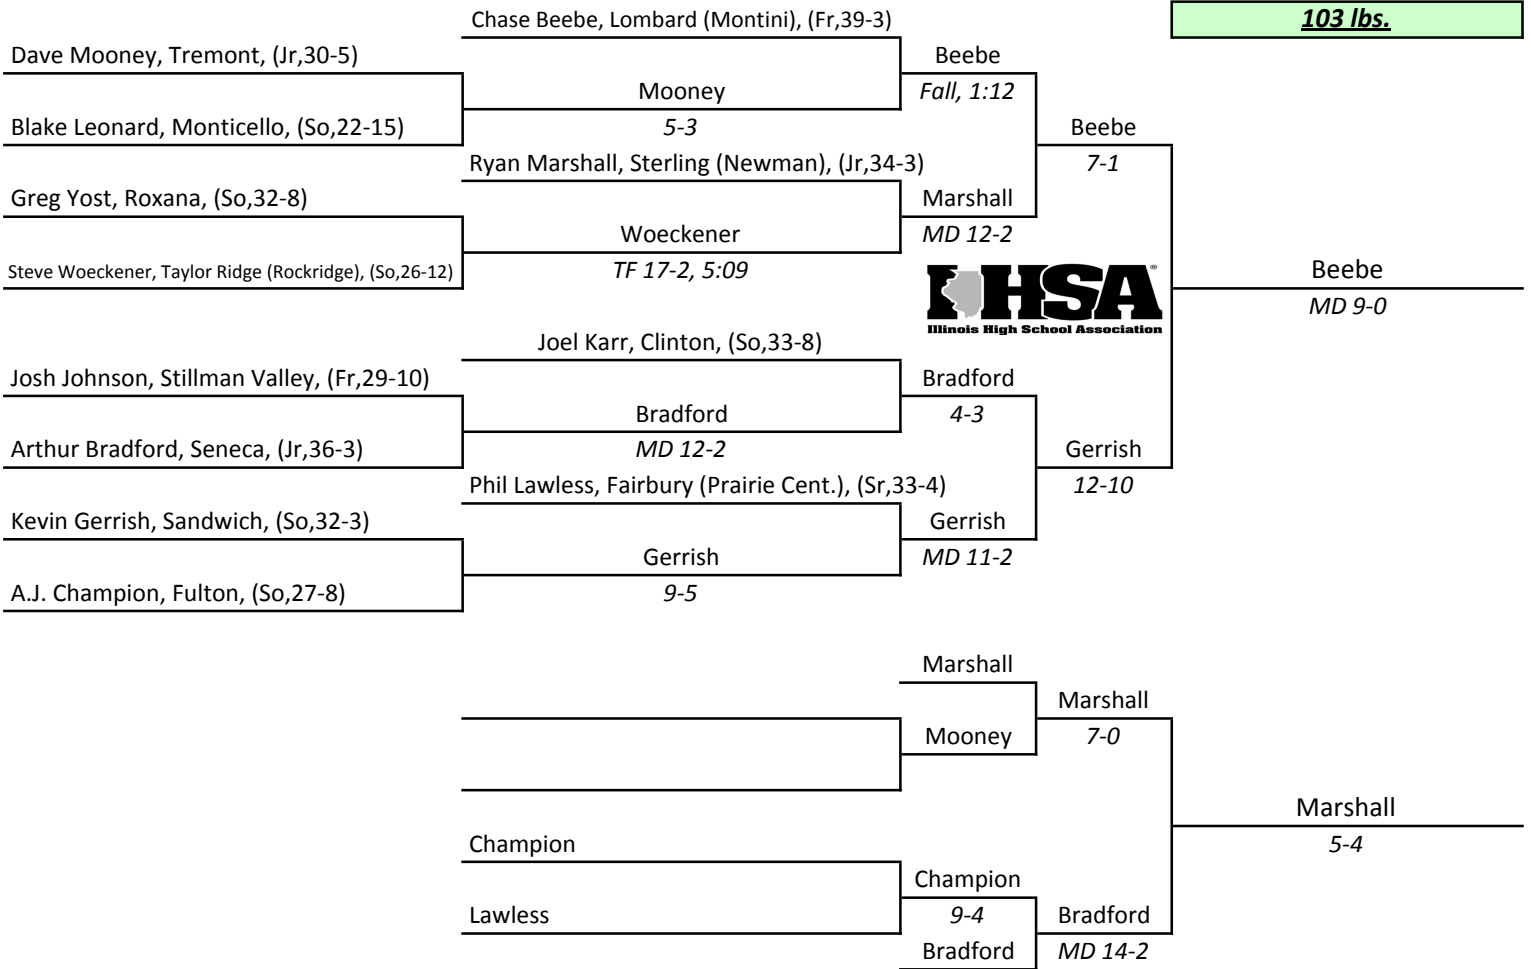 Chase Beebe, Lombard (Montini), (Fr,39-3)
103 lbs.
Dave Mooney, Tremont, (Jr,30-5)
Beebe
Mooney
Fall, 1:12
Blake Leonard, Monticello, (So,22-15)
5-3
Beebe
Ryan Marshall, Sterling (Newman), (Jr,34-3)
7-1
Greg Yost, Roxana, (So,32-8)
Marshall
Woeckener
MD 12-2
Steve Woeckener, Taylor Ridge (Rockridge), (So,26-12)
TF 17-2, 5:09
IHSA®
Illinois High School Association
Beebe
MD 9-0
Joel Karr, Clinton, (So,33-8)
Josh Johnson, Stillman Valley, (Fr,29-10)
Bradford
Bradford
4-3
Arthur Bradford, Seneca, (Jr,36-3)
MD 12-2
Gerrish
Phil Lawless, Fairbury (Prairie Cent.), (Sr,33-4)
12-10
Kevin Gerrish, Sandwich, (So,32-3)
Gerrish
Gerrish
MD 11-2
A.J. Champion, Fulton, (So,27-8)
9-5
Marshall
Marshall
Mooney
7-0
Marshall
5-4
Champion
Champion
Lawless
9-4
Bradford
Bradford
MD 14-2